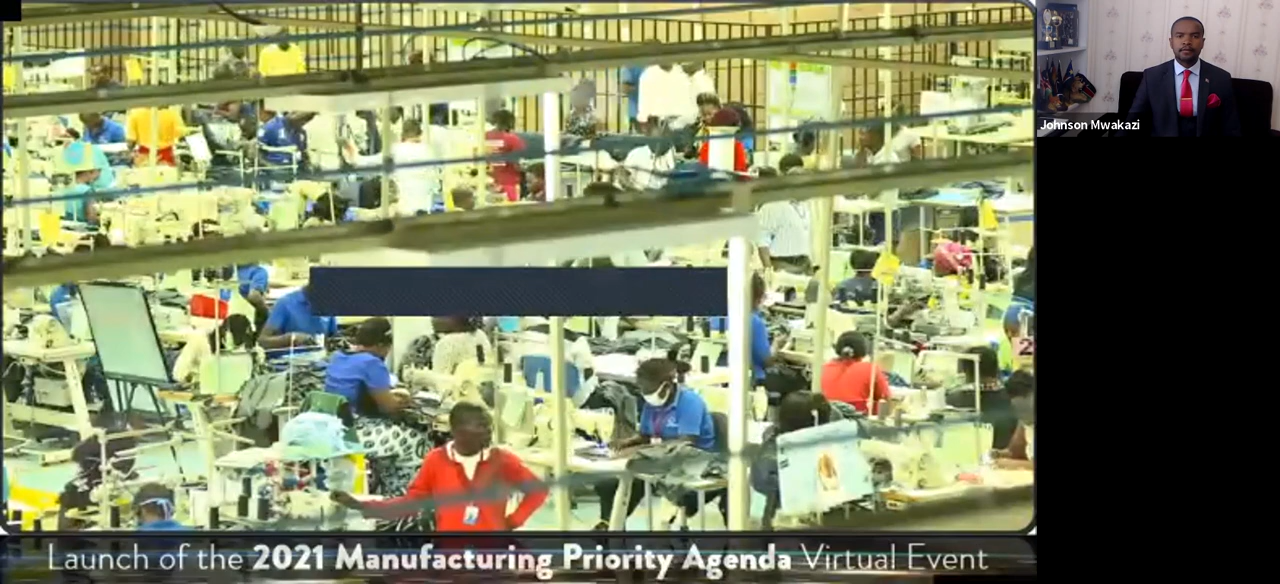 Johnson Mwakazi
Launch of the 2021 Manufacturing Priority Agenda Virtual Event